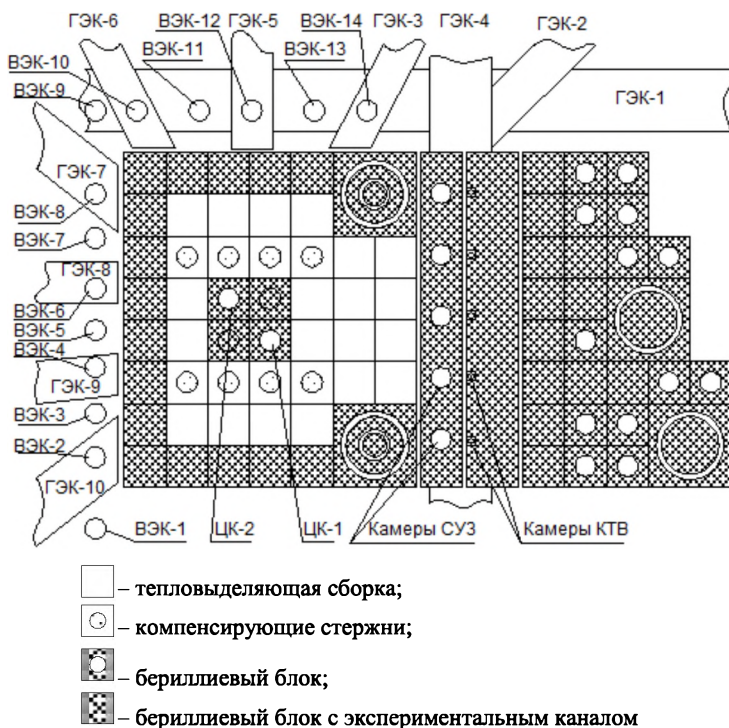 ГЭК-6 ВЭК-12 ГЭК-5 ВЭК-14 ГЭК-3 ГЭК-4 ГЭК-2
ВЭК-11 ВЭК-13
ВЭК-10
ВЭК-9
ГЭК-1
ГЭК-7
ВЭК-8
ВЭК-7
ГЭК-8
ВЭК-6
ВЭК-5
ВЭК-4
ГЭК-9
ВЭК-3
ВЭК-2
ГЭК-10
ВЭК-1 ЦК-2 ЦК-1 Камеры СУЗ Камеры КТВ
– тепловыделяющая сборка;
– компенсирующие стержни;
– бериллиевый блок;
– бериллиевый блок с экспериментальным каналом